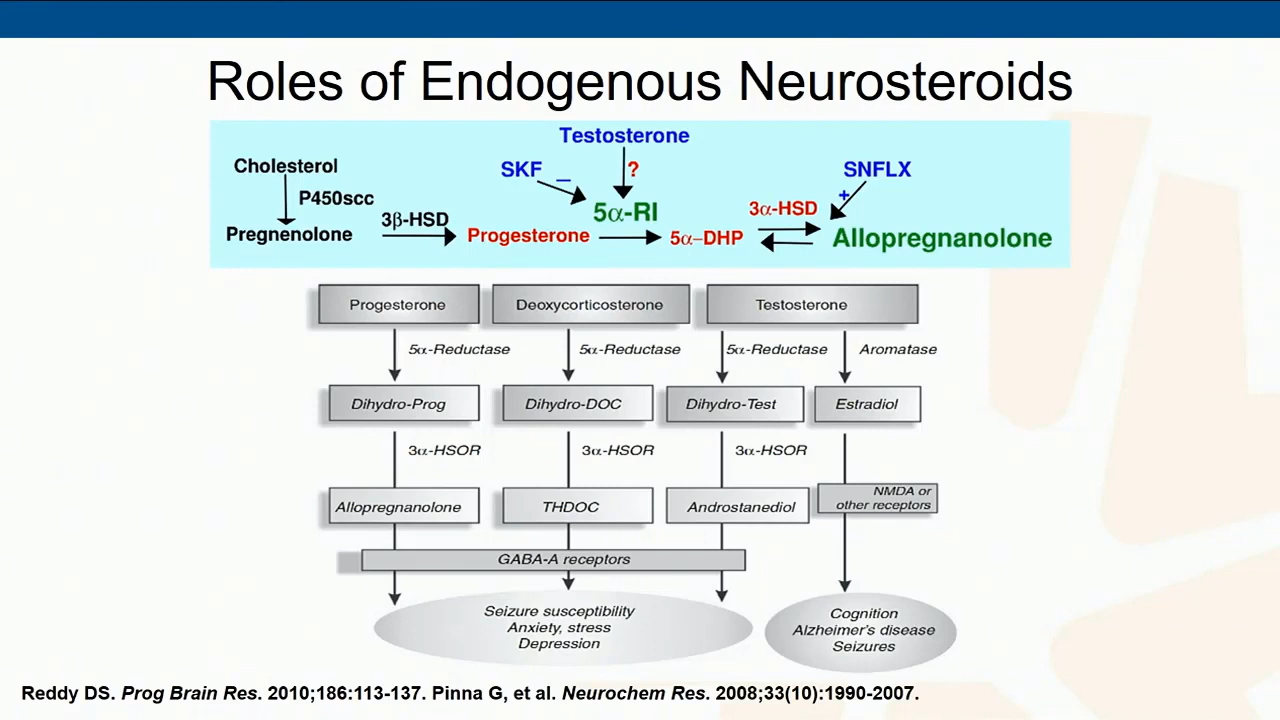 Roles of Endogenous Neurosteroids
Testosterone
Cholesterol
SKF
–
?
SNFLX
P450scc
+
5α-RI
3α-HSD
3β-HSD
Pregnenolone
Progesterone
5α–DHP
Allopregnanolone
Progesterone
Deoxycorticosterone
Testosterone
5α-Reductase
5α-Reductase
5α-Reductase
Aromatase
Dihydro-Prog
Dihydro-DOC
Dihydro-Test
Estradiol
3α-HSOR
3α-HSOR
3α-HSOR
Allopregnanolone
THDOC
Androstanediol
NMDA or
other receptors
GABA-A receptors
Seizure susceptibility
Anxiety, stress
Depression
Cognition
Alzheimer's disease
Seizures
Reddy DS. Prog Brain Res. 2010;186:113-137. Pinna G, et al. Neurochem Res. 2008;33(10):1990-2007.